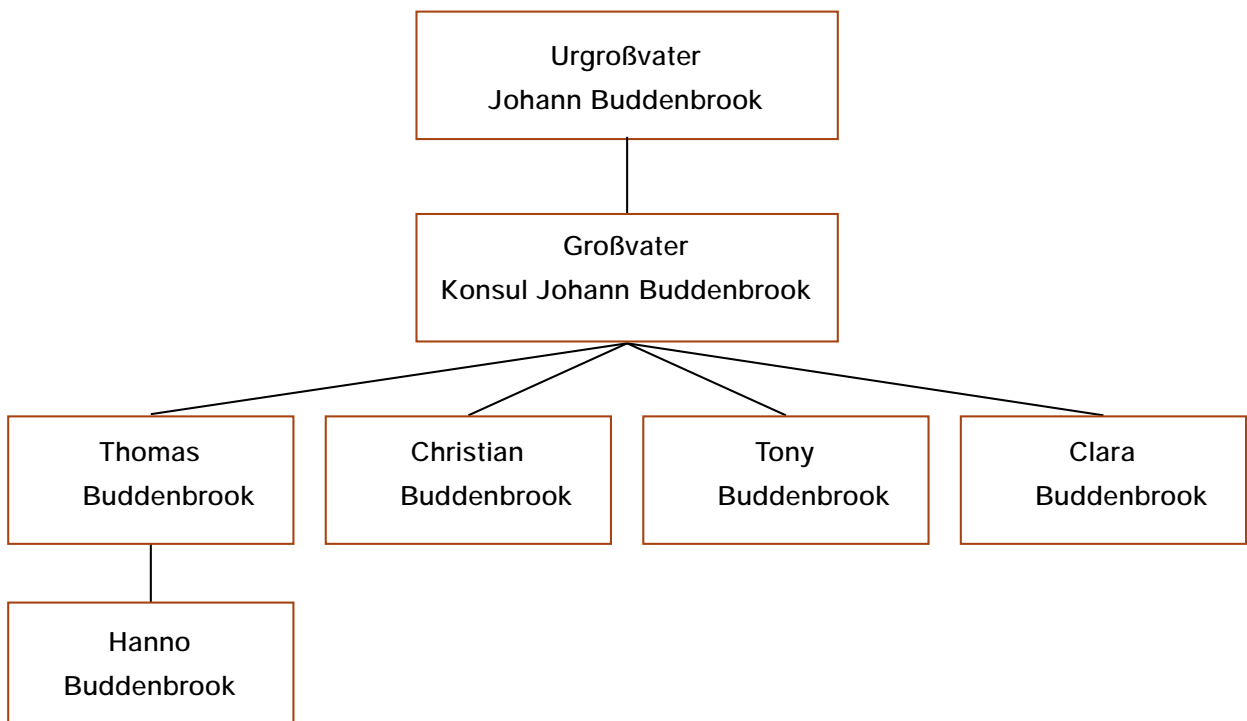 Urgroßvater
Johann Buddenbrook
Großvater
Konsul Johann Buddenbrook
Thomas
Buddenbrook
Christian
Buddenbrook
Tony
Buddenbrook
Clara
Buddenbrook
Hanno
Buddenbrook